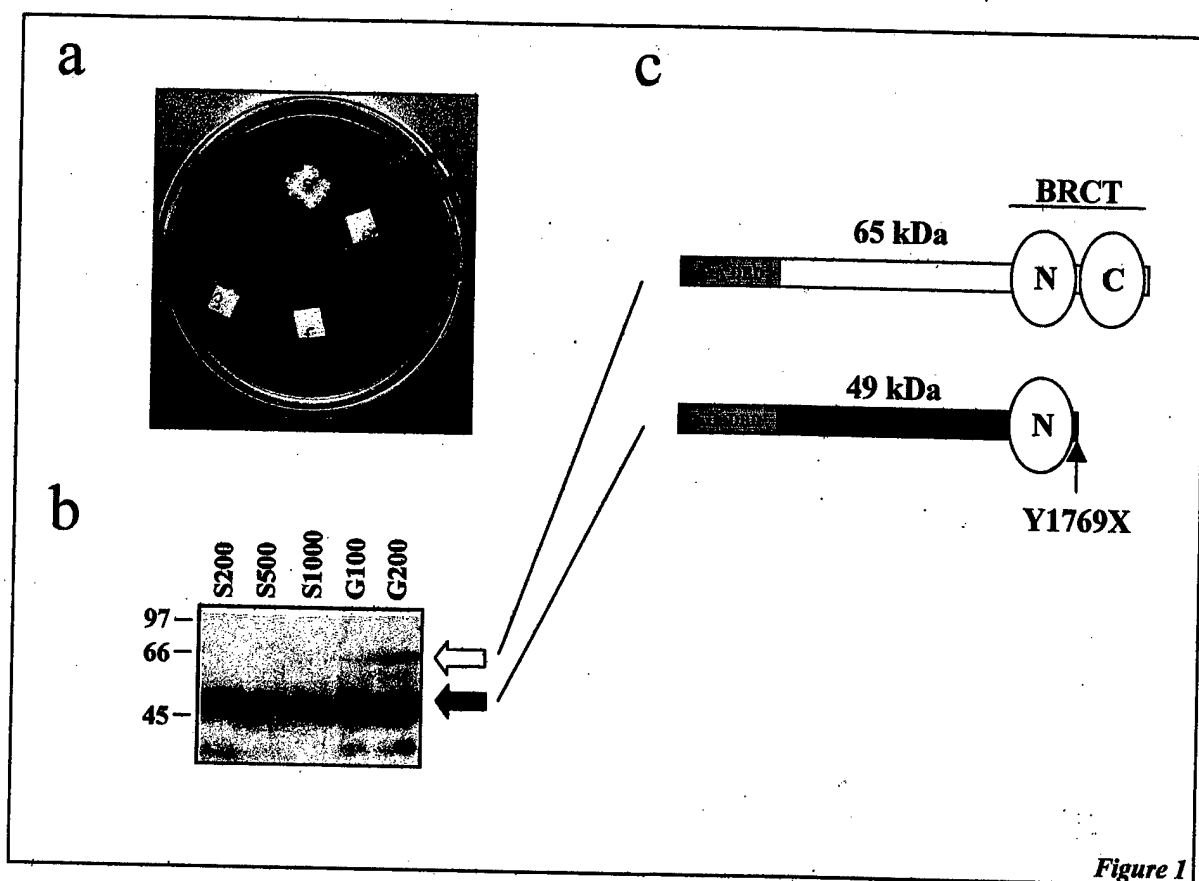 a
c
BRCT
65 kDa
N
C
49 kDa
N
Y1769X
b
S200
S500
S1000
G100
G200
97
66
45
Figure 1